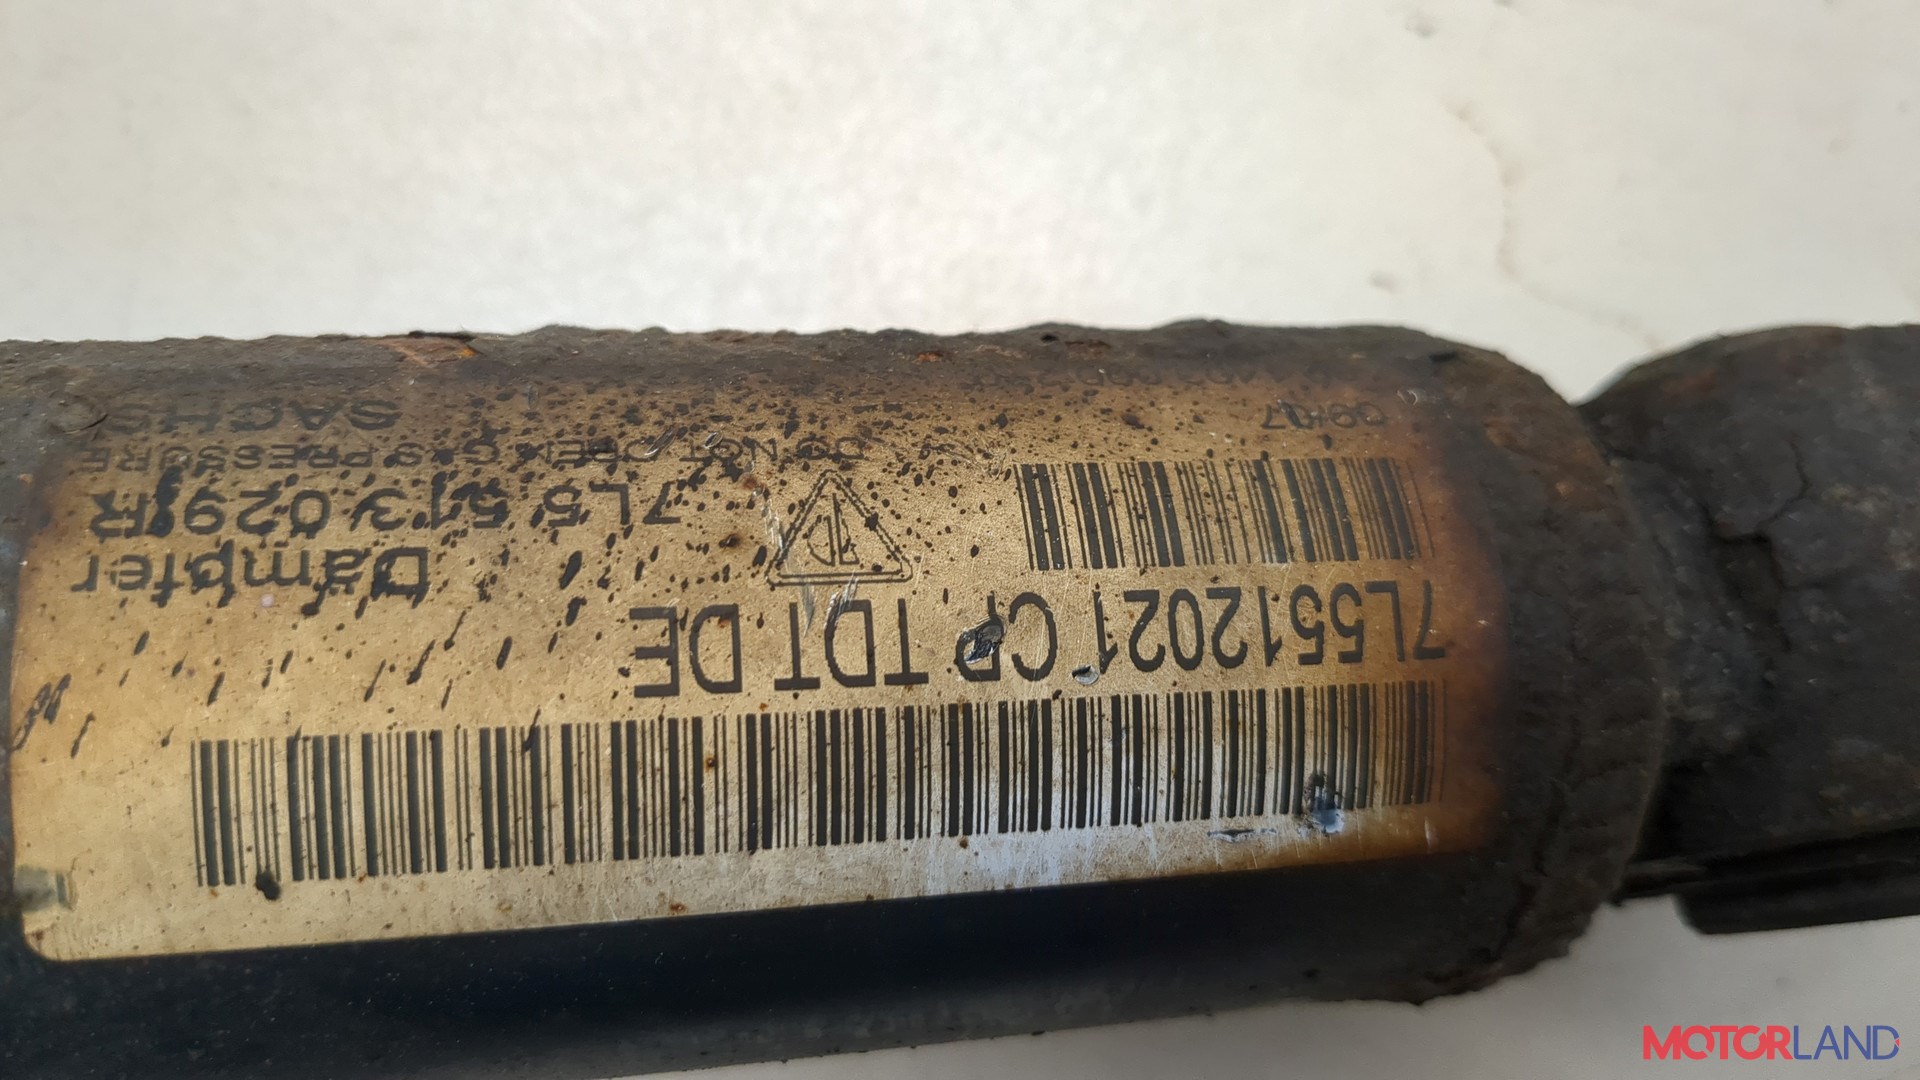 7L5512021 CP TDT DE
Dämpfer
7L5 513 029 R
DO NOT OPEN GAS PRESSURE
SACHS
MOTORLAND